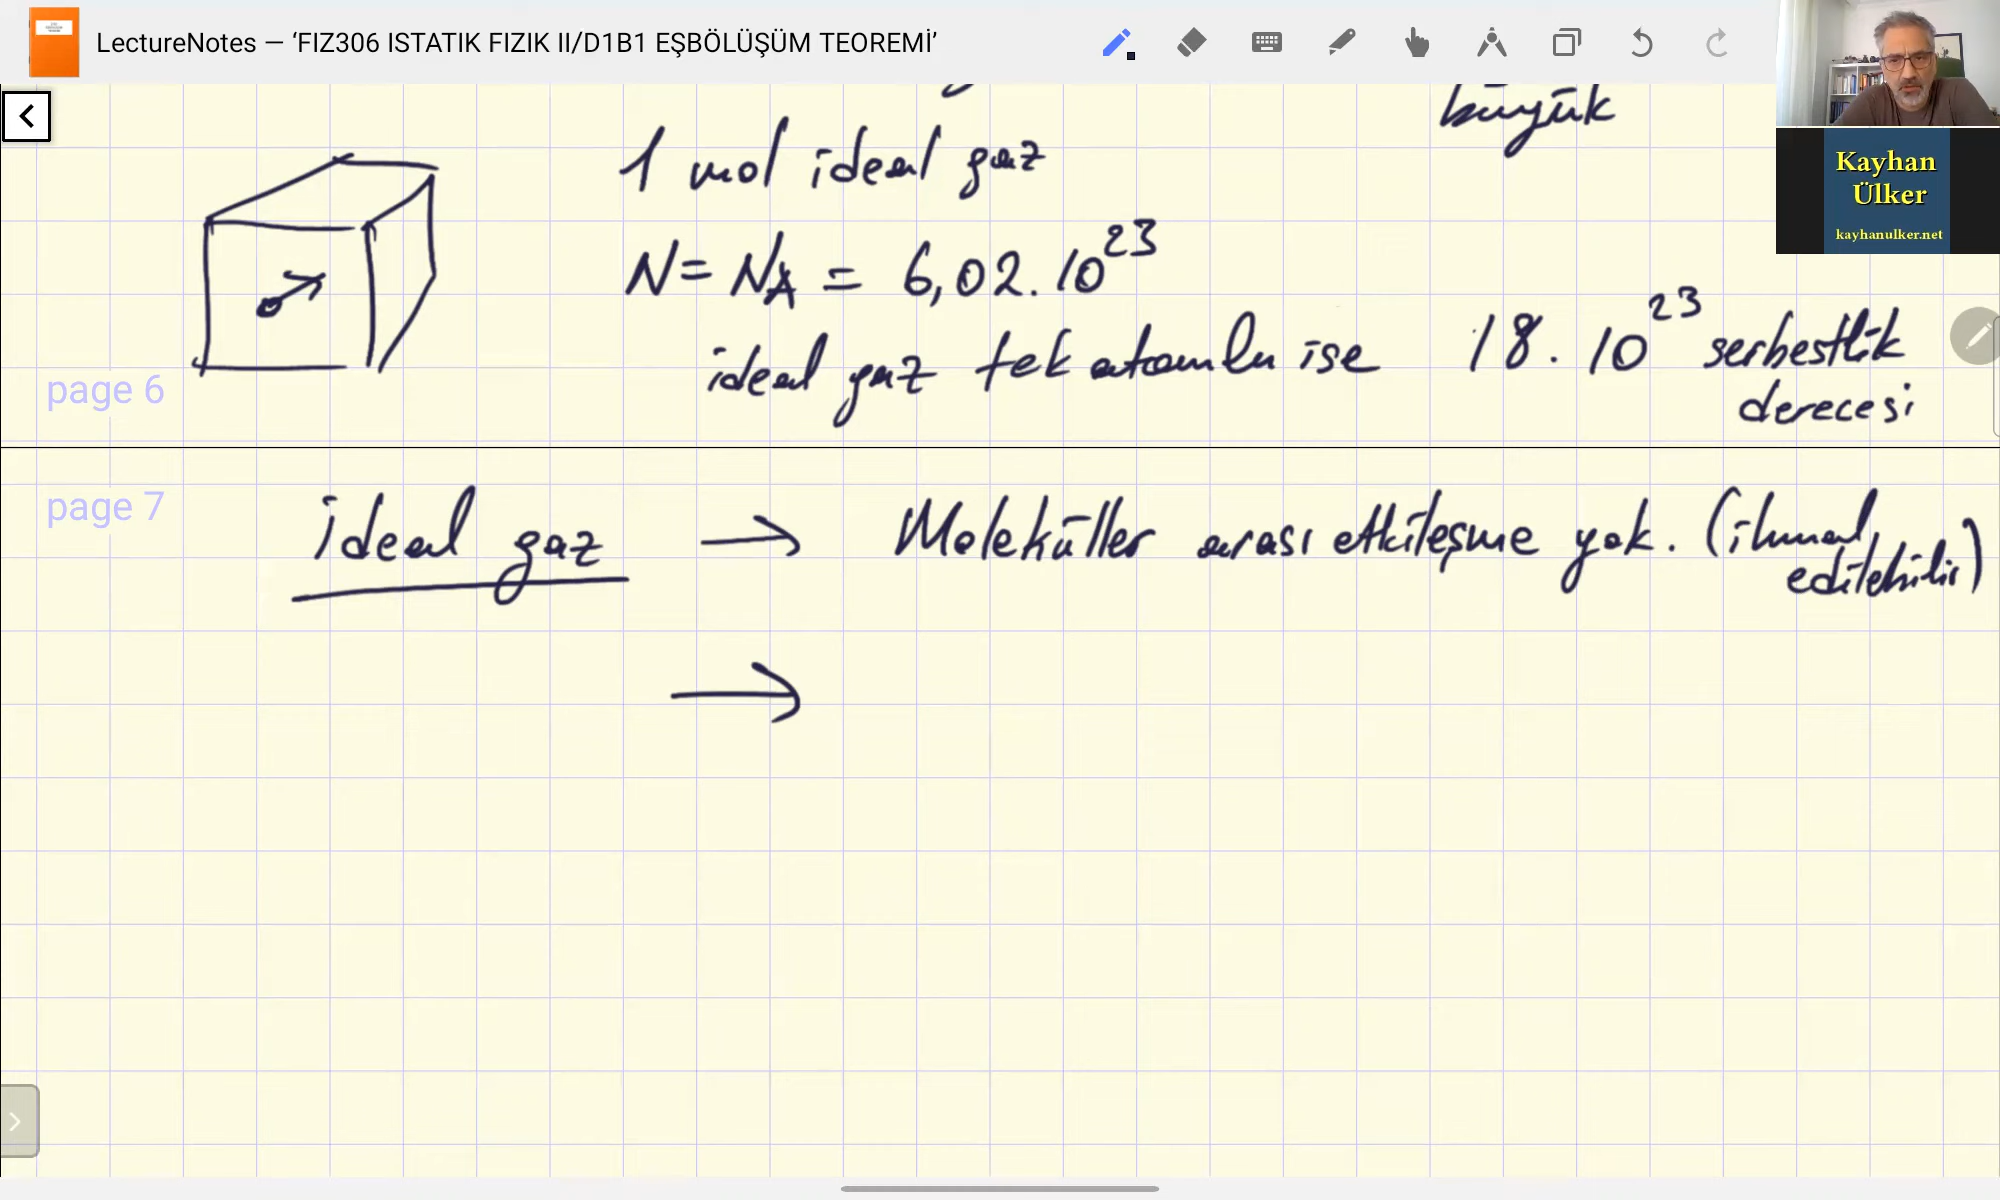 LectureNotes — ‘FIZ306 ISTATIK FIZIK II/D1B1 EŞBÖLÜŞÜM TEOREMİ’
Kayhan
Ülker
kayhanulker.net
büyük
1 mol ideal gaz
N = NA = 6,02.10^23
ideal gaz tek atomlu ise 18.10^23 serbestlik
derecesi
page 6
page 7
ideal gaz → Moleküller arası etkileşme yok. (ihmal
edilebilir)
→